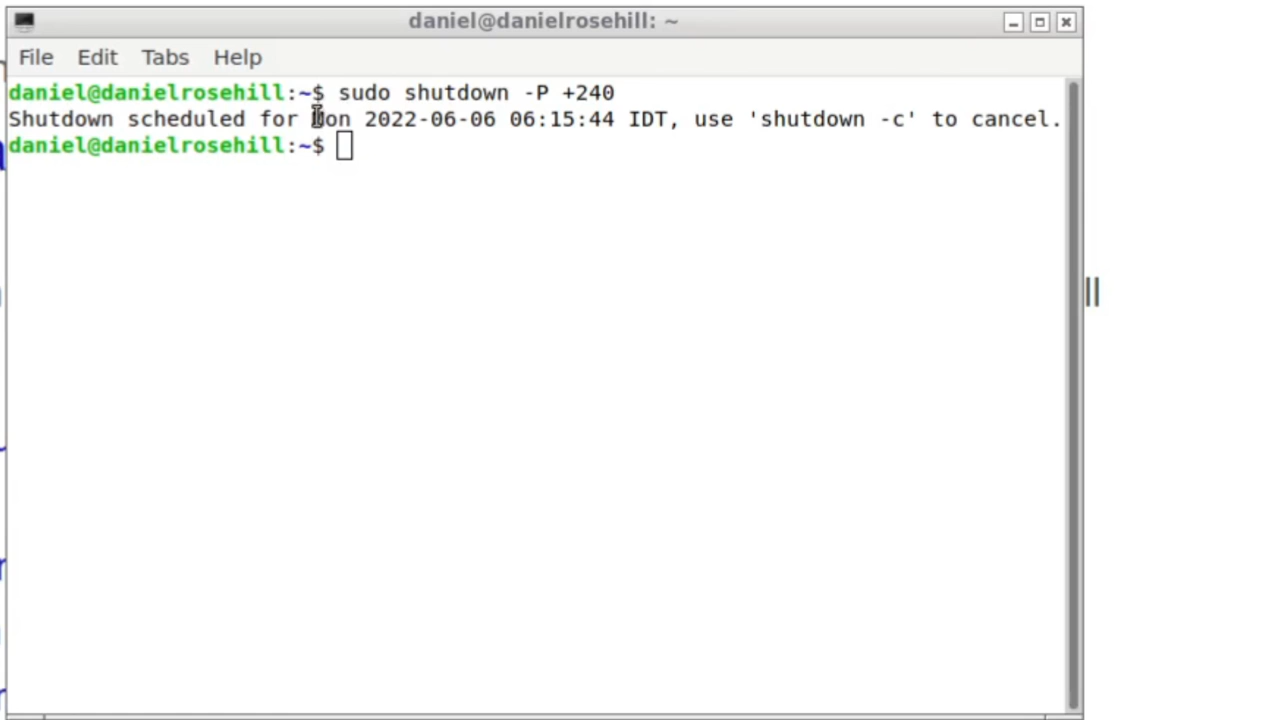 daniel@danielrosehill: ~
File Edit Tabs Help
daniel@danielrosehill:~$ sudo shutdown -P +240
Shutdown scheduled for Mon 2022-06-06 06:15:44 IDT, use 'shutdown -c' to cancel.
daniel@danielrosehill:~$